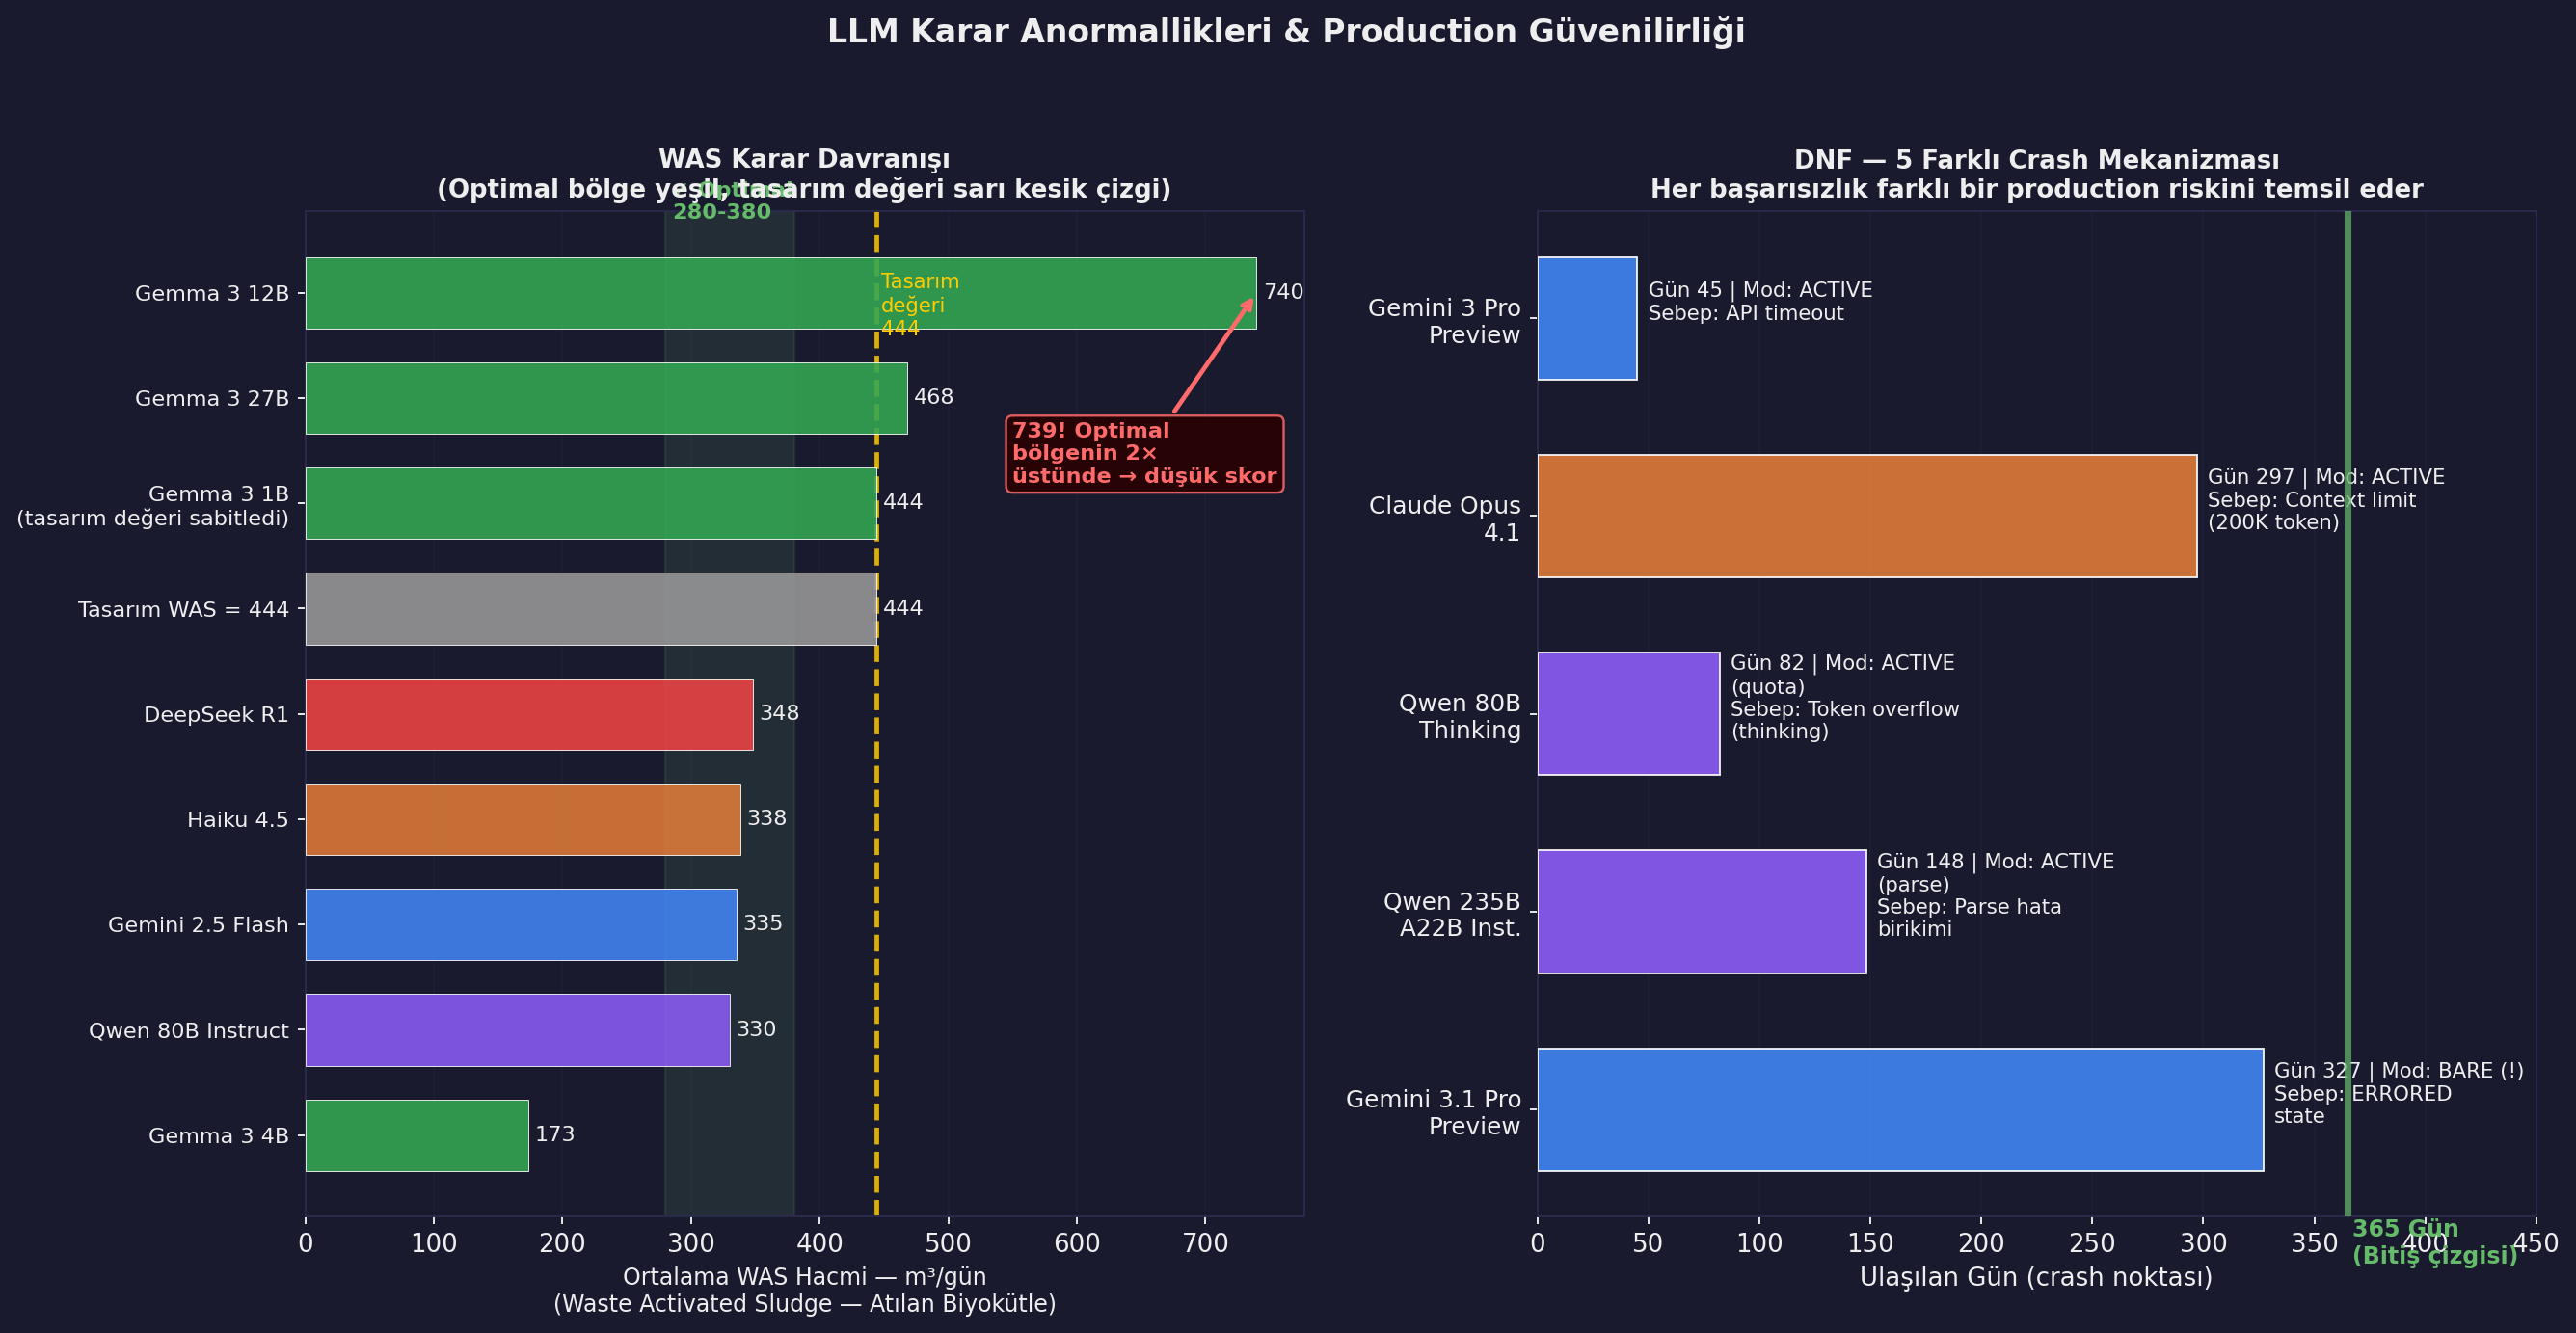 LLM Karar Anormallikleri & Production Güvenilirliği
WAS Karar Davranışı
(Optimal bölge yeşil, tasarım değeri sarı kesik çizgi)
Optimal
280-380
Gemma 3 12B
Tasarım
değeri
444
740
Gemma 3 27B
468
739! Optimal
bölgenin 2×
üstünde → düşük skor
Gemma 3 1B
(tasarım değeri sabitledi)
444
Tasarım WAS = 444
444
DeepSeek R1
348
Haiku 4.5
338
Gemini 2.5 Flash
335
Qwen 80B Instruct
330
Gemma 3 4B
173
0 100 200 300 400 500 600 700
Ortalama WAS Hacmi — m³/gün
(Waste Activated Sludge — Atılan Biyokütle)
DNF — 5 Farklı Crash Mekanizması
Her başarısızlık farklı bir production riskini temsil eder
Gemini 3 Pro
Preview
Gün 45 | Mod: ACTIVE
Sebep: API timeout
Claude Opus
4.1
Gün 297 | Mod: ACTIVE
Sebep: Context limit
(200K token)
Qwen 80B
Thinking
Gün 82 | Mod: ACTIVE
(quota)
Sebep: Token overflow
(thinking)
Qwen 235B
A22B Inst.
Gün 148 | Mod: ACTIVE
(parse)
Sebep: Parse hata
birikimi
Gemini 3.1 Pro
Preview
Gün 327 | Mod: BARE (!)
Sebep: ERRORED
state
0 50 100 150 200 250 300 350 400 450
365 Gün
(Bitiş çizgisi)
Ulaşılan Gün (crash noktası)